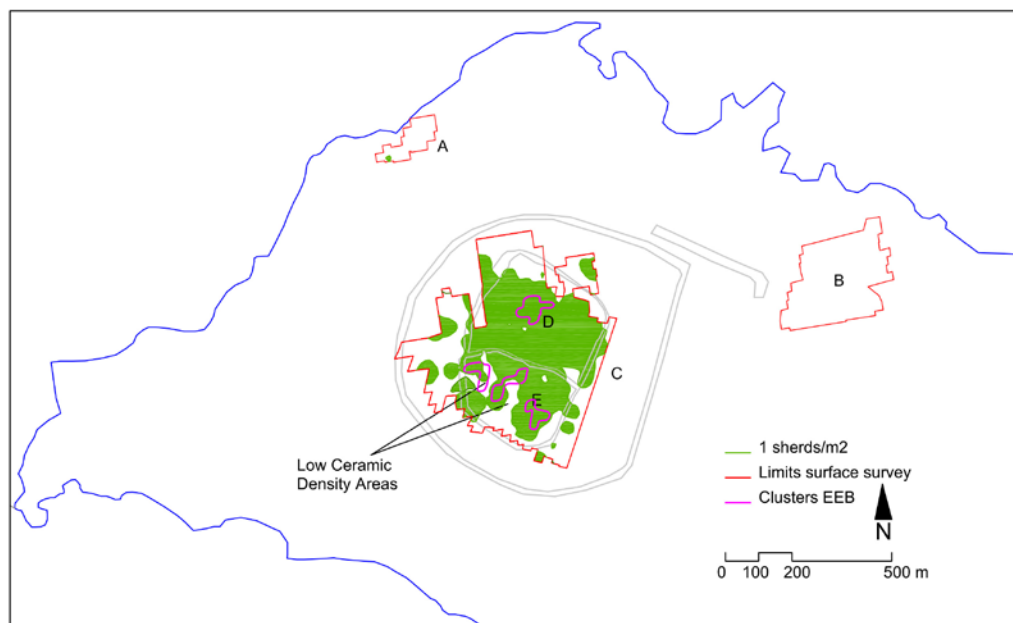 A
B
D
C
E
Low Ceramic
Density Areas
1 sherds/m2
Limits surface survey
Clusters EEB
N
0 100 200 500 m